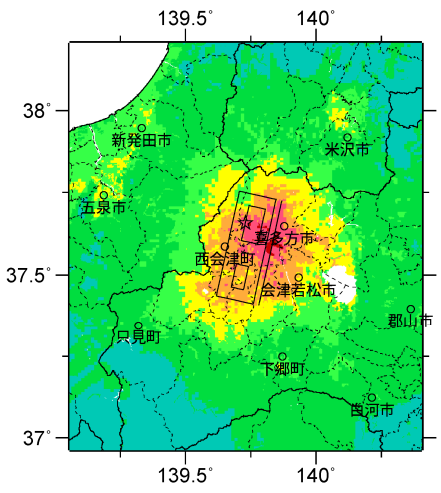 139.5° 140°
38°
新発田市
米沢市
五泉市
喜多方市
西会津町
37.5°
会津若松市
郡山市
只見町
下郷町
白河市
37°
139.5° 140°